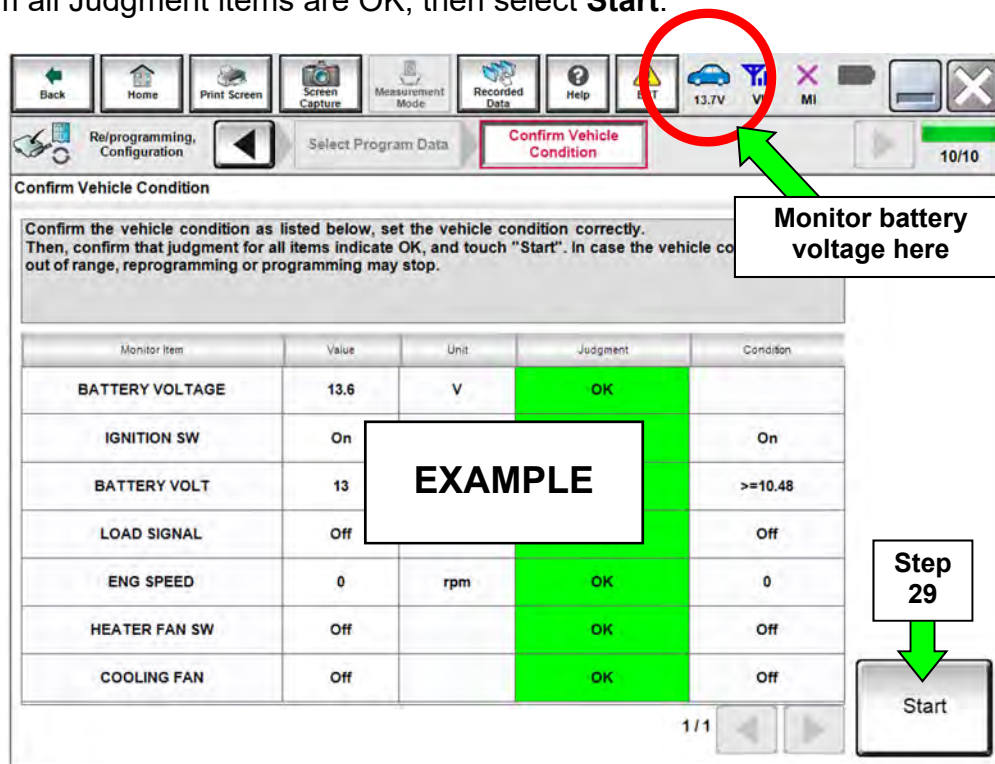 all Judgment items are OK, then select Start.
Back
Home
Print Screen
Screen
Capture
Measurement
Mode
Recorded
Data
Help
13.7V
MI
Re/programming,
Configuration
Select Program Data
Confirm Vehicle
Condition
10/10
Confirm Vehicle Condition
Monitor battery
voltage here
Confirm the vehicle condition as listed below, set the vehicle condition correctly.
Then, confirm that judgment for all items indicate OK, and touch "Start". In case the vehicle co
out of range, reprogramming or programming may stop.
Monitor Item Value Unit Judgment Condition
BATTERY VOLTAGE 13.6 V OK
IGNITION SW On On
BATTERY VOLT 13 >=10.48
EXAMPLE
LOAD SIGNAL Off Off
ENG SPEED 0 rpm OK 0
HEATER FAN SW Off OK Off
COOLING FAN Off OK Off
Step
29
Start
1/1